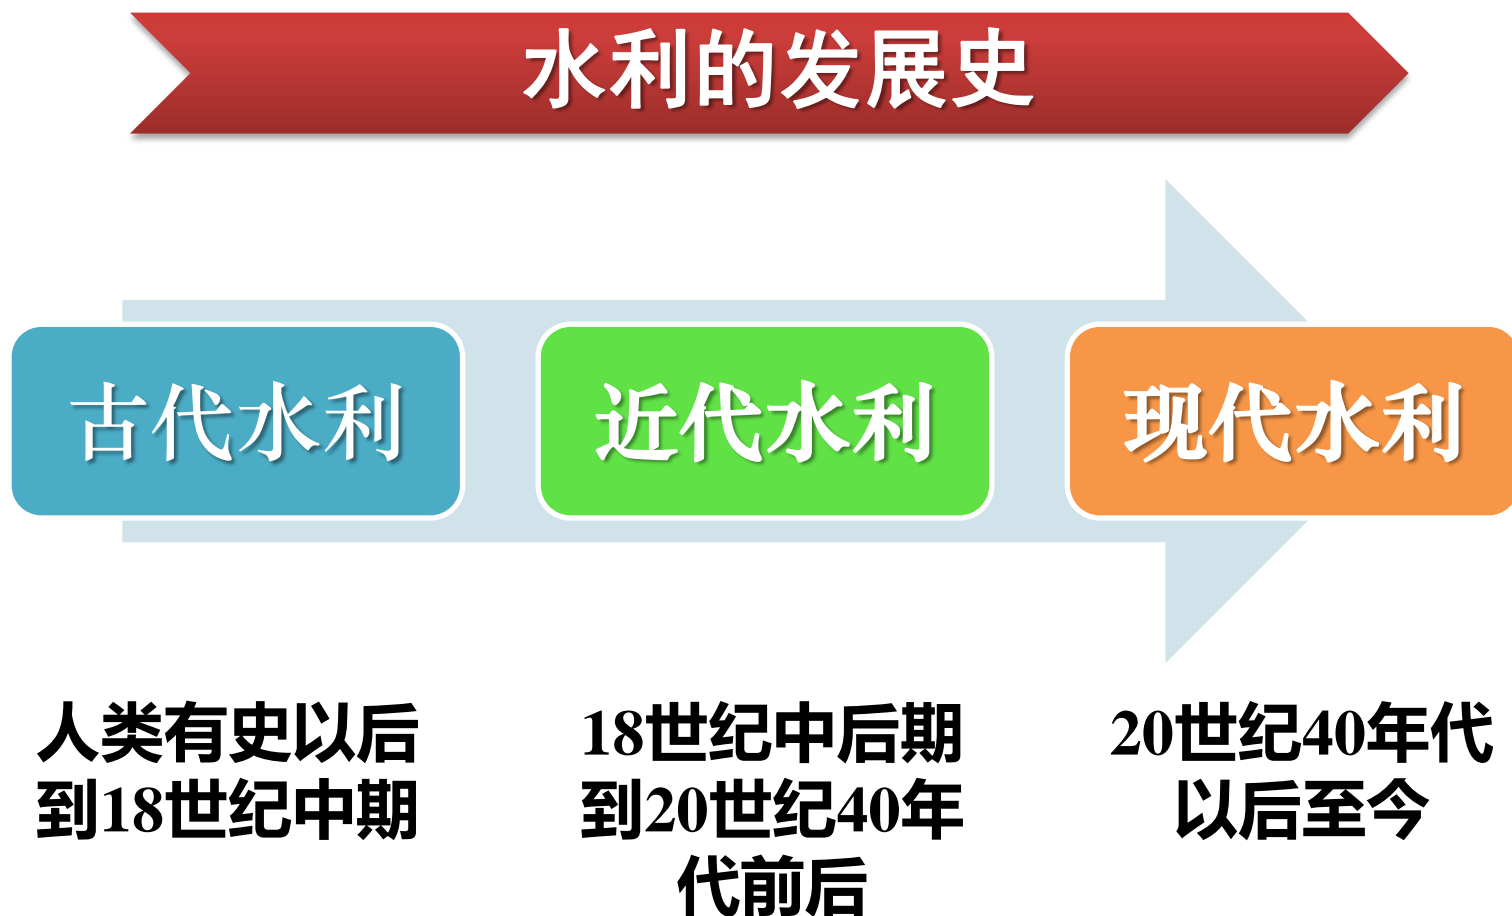 水利的发展史
古代水利
近代水利
现代水利
人类有史以后
到18世纪中期
18世纪中后期
到20世纪40年
代前后
20世纪40年代
以后至今